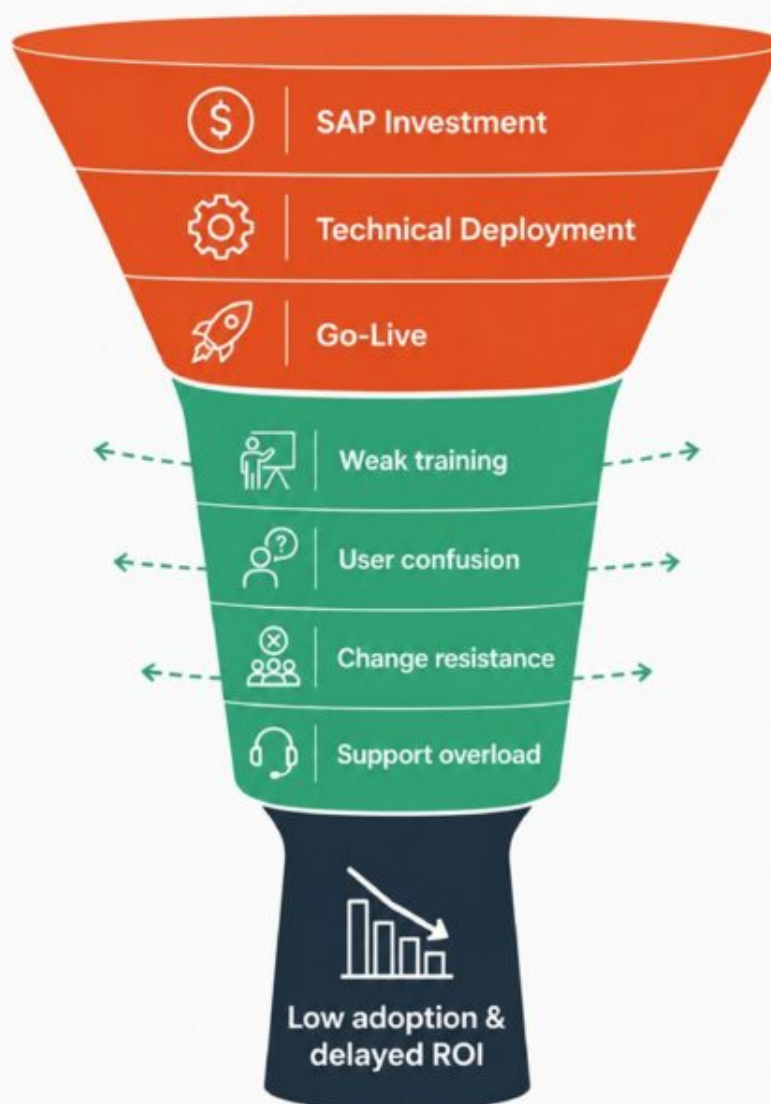 $
SAP Investment
Technical Deployment
Go-Live
Weak training
?
User confusion
Change resistance
Support overload
Low adoption &
delayed ROI